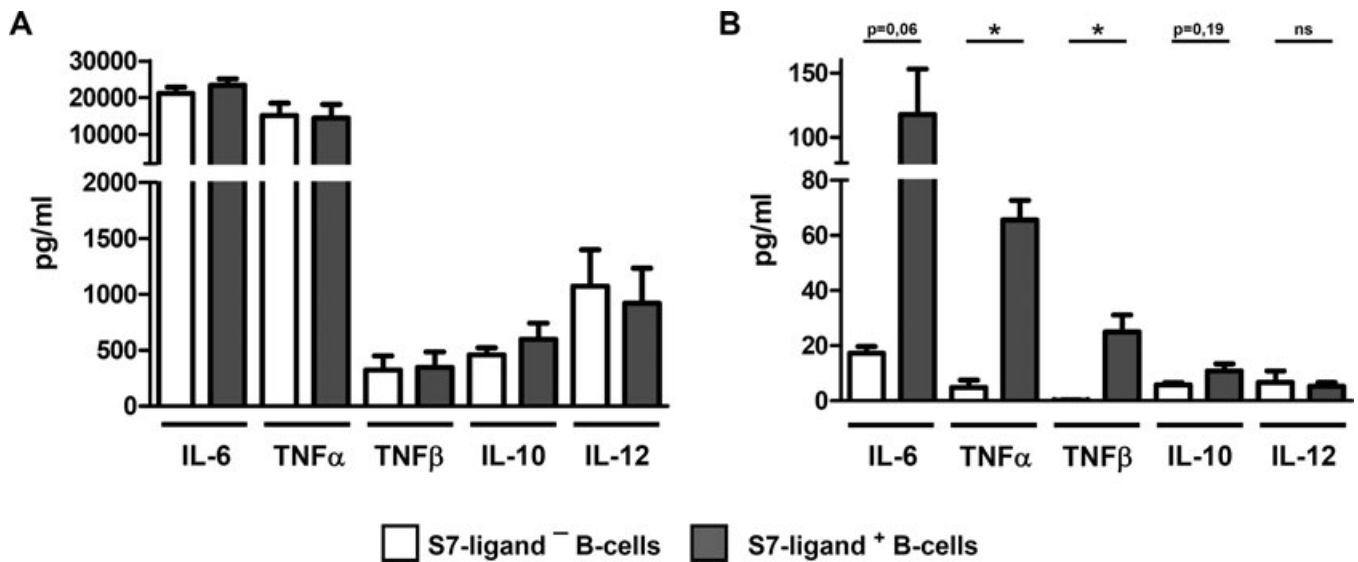 A
30000
20000
10000
2000
1500
1000
500
0
pg/ml
IL-6 TNFα TNFβ IL-10 IL-12
B
p=0,06 * * p=0,19 ns
150
100
80
60
40
20
0
pg/ml
IL-6 TNFα TNFβ IL-10 IL-12
S7-ligand⁻ B-cells S7-ligand⁺ B-cells